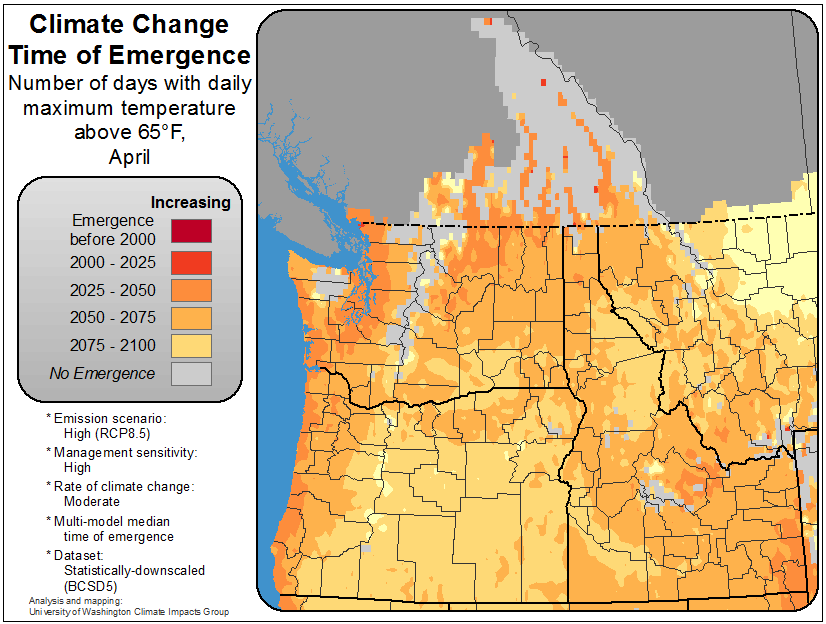 Climate Change
Time of Emergence
Number of days with daily
maximum temperature
above 65°F,
April
Increasing
Emergence
before 2000
2000 - 2025
2025 - 2050
2050 - 2075
2075 - 2100
No Emergence
* Emission scenario:
High (RCP8.5)
* Management sensitivity:
High
* Rate of climate change:
Moderate
* Multi-model median
time of emergence
* Dataset:
Statistically-downscaled
(BCSD5)
Analysis and mapping:
University of Washington Climate Impacts Group